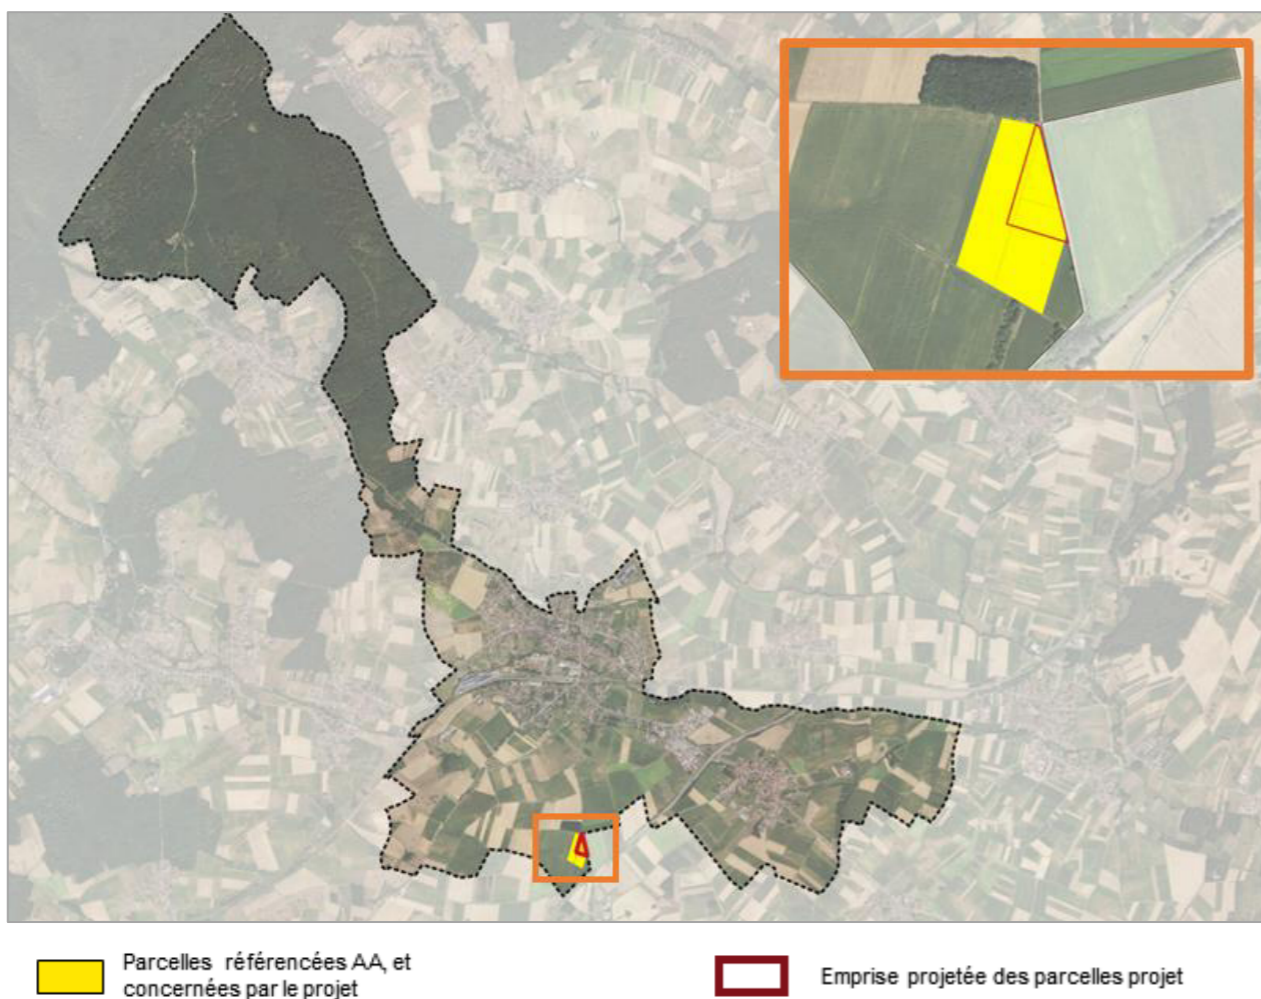 Parcelles référencées AA, et
concernées par le projet
Emprise projetée des parcelles projet